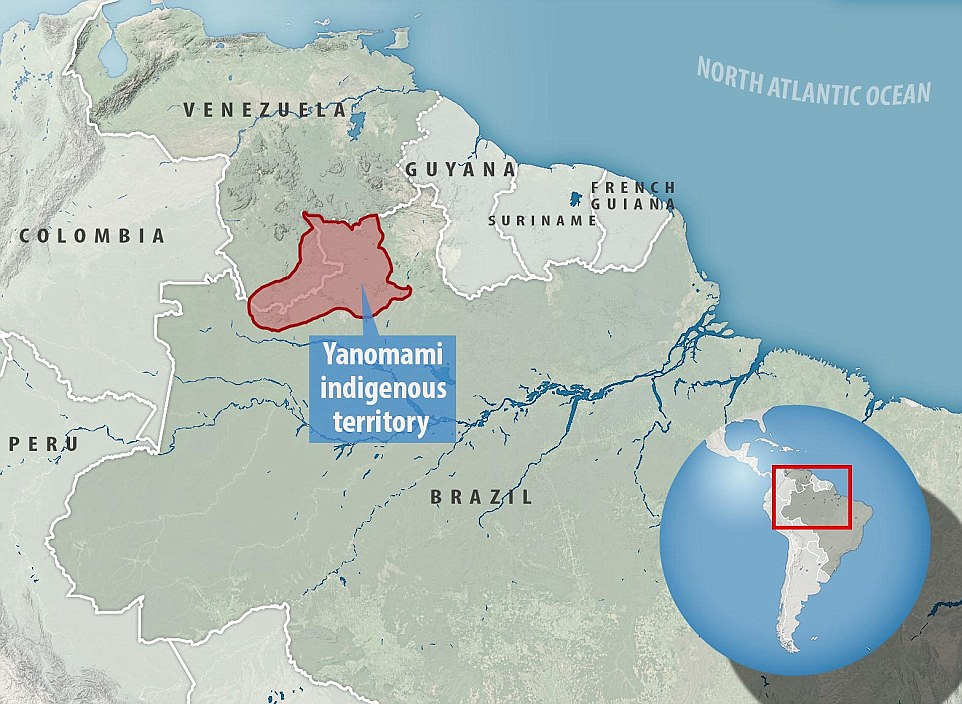 NORTH ATLANTIC OCEAN
VENEZUELA
GUYANA
FRENCH
GUIANA
SURINAME
COLOMBIA
Yanomami
indigenous
territory
PERU
BRAZIL